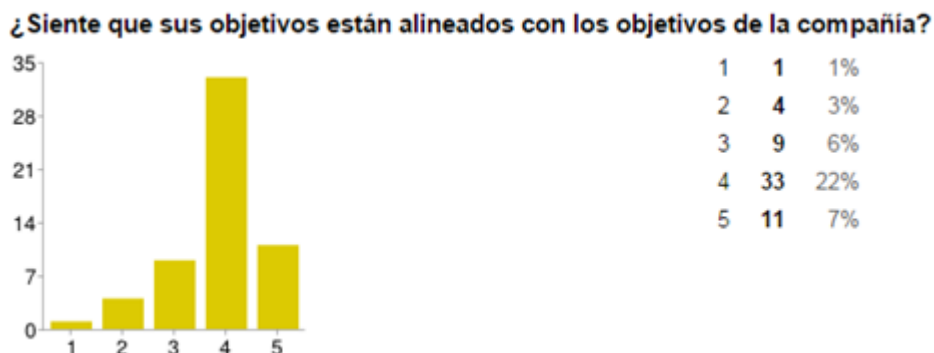 ¿Siente que sus objetivos están alineados con los objetivos de la compañía?
35
28
21
14
7
0
1 2 3 4 5
1 1 1%
2 4 3%
3 9 6%
4 33 22%
5 11 7%